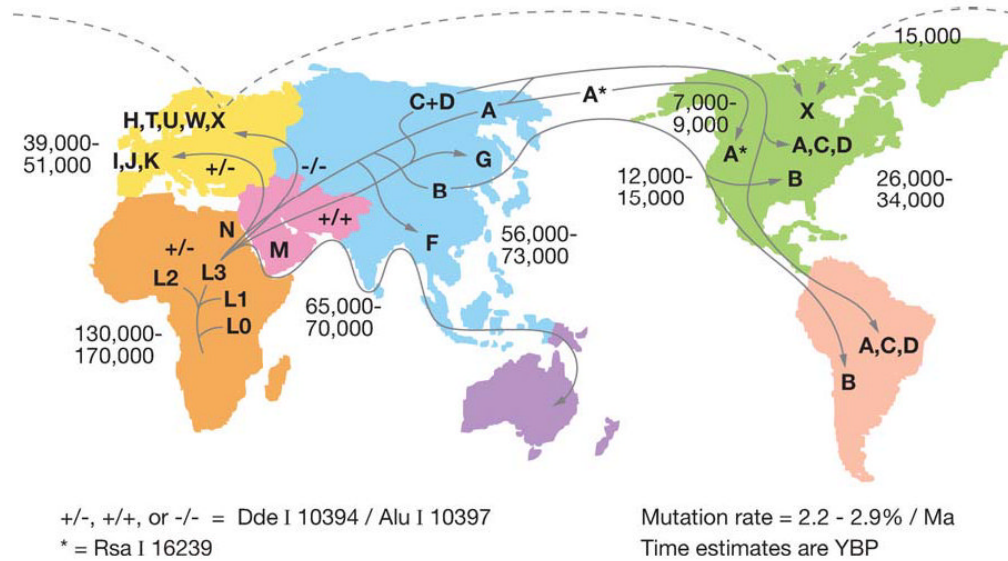 15,000
C+D
A
A*
7,000-
9,000
X
H,T,U,W,X
39,000-
51,000
I,J,K
+/-
-/-
G
A*
A,C,D
B
B
12,000-
15,000
26,000-
34,000
N
+/+
M
F
56,000-
73,000
+/-
L2
L3
L1
L0
65,000-
70,000
130,000-
170,000
A,C,D
B
+/-, +/+, or -/- = Dde I 10394 / Alu I 10397
* = Rsa I 16239
Mutation rate = 2.2 - 2.9% / Ma
Time estimates are YBP